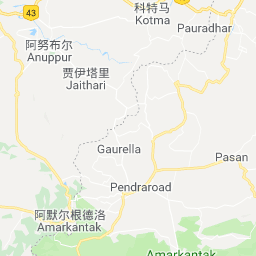 科特马
Kotma
Pauradhar
43
阿努布尔
Anuppur
贾伊塔里
Jaithari
Gaurella
Pasan
Pendraroad
阿默尔根德洛
Amarkantak
Amarkantak